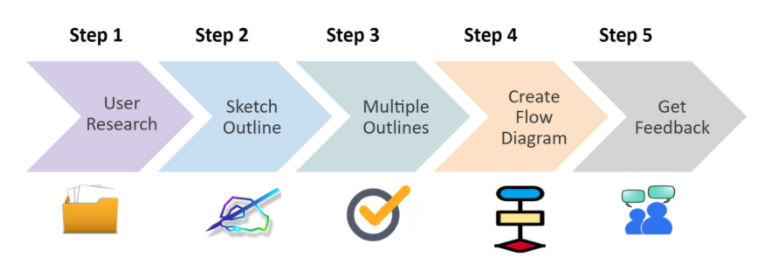 Step 1
Step 2
Step 3
Step 4
Step 5
User
Research
Sketch
Outline
Multiple
Outlines
Create
Flow
Diagram
Get
Feedback